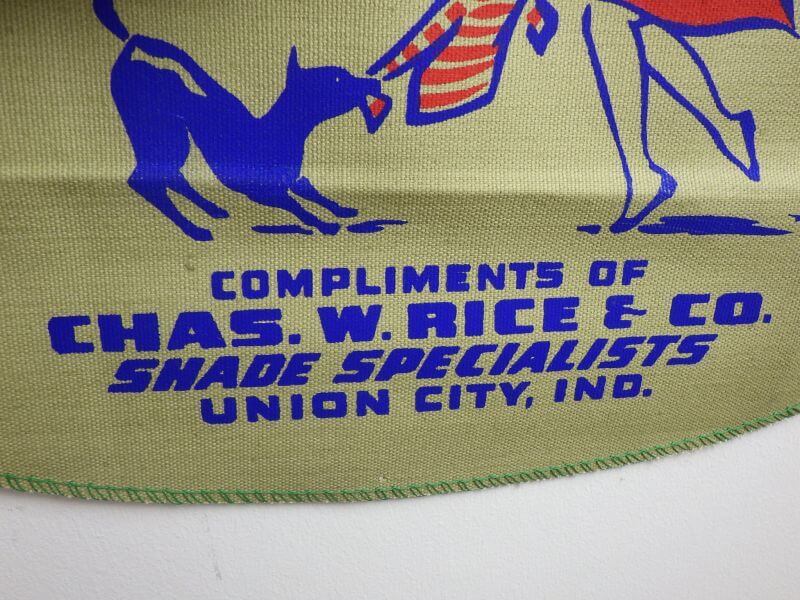 COMPLIMENTS OF
CHAS. W. RICE & CO.
SHADE SPECIALISTS
UNION CITY, IND.